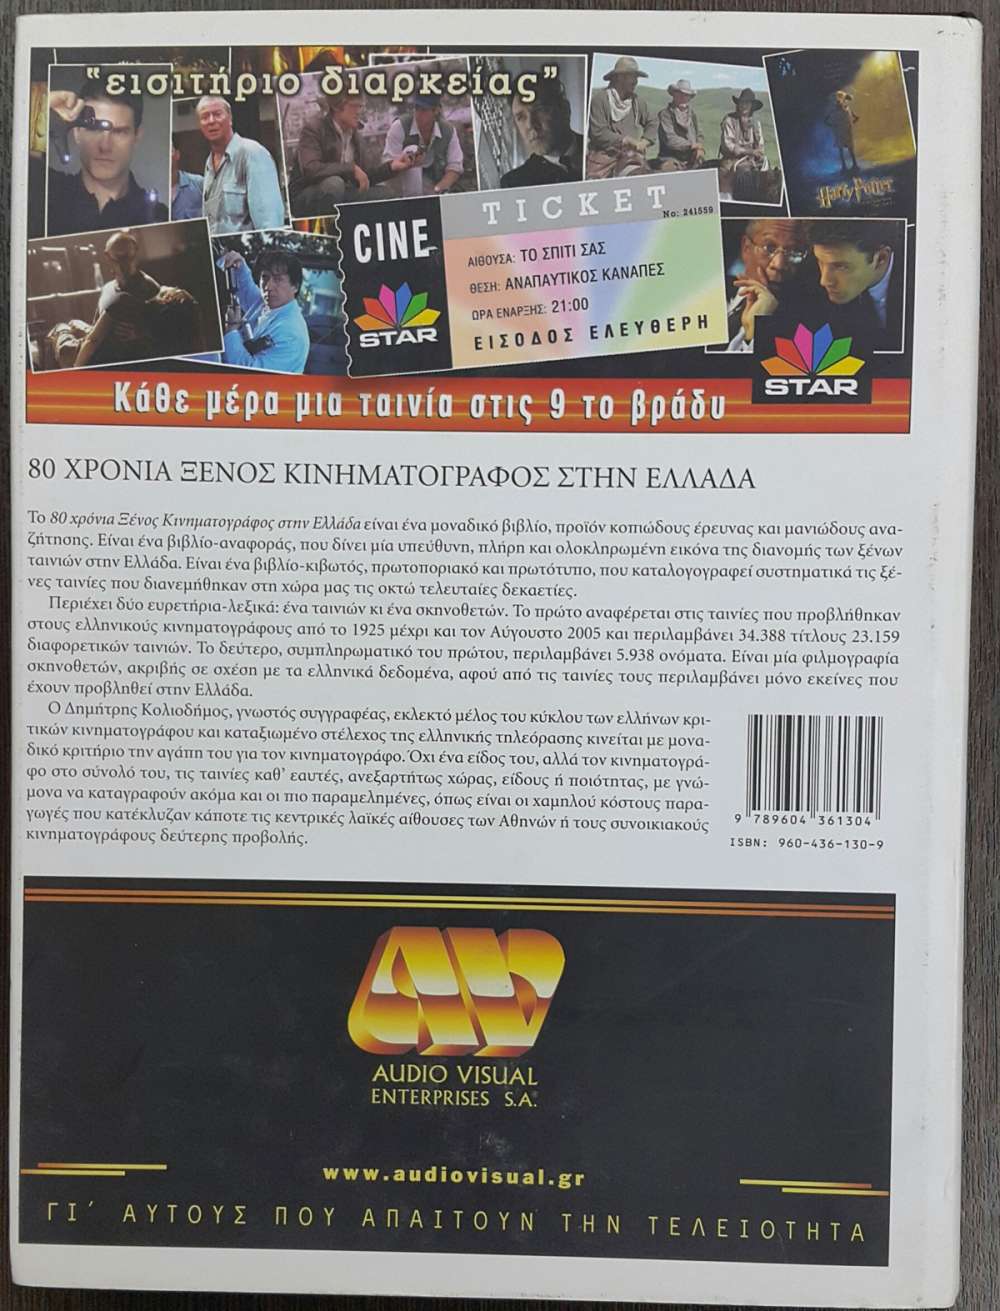 “εισιτήριο διαρκείας”
Harry Potter
TICKET
No: 241559
CINE
STAR
ΑΙΘΟΥΣΑ: ΤΟ ΣΠΙΤΙ ΣΑΣ
ΘΕΣΗ: ΑΝΑΠΑΥΤΙΚΟΣ ΚΑΝΑΠΕΣ
ΩΡΑ ΕΝΑΡΞΗΣ: 21:00
ΕΙΣΟΔΟΣ ΕΛΕΥΘΕΡΗ
STAR
Κάθε μέρα μια ταινία στις 9 το βράδυ
80 ΧΡΟΝΙΑ ΞΕΝΟΣ ΚΙΝΗΜΑΤΟΓΡΑΦΟΣ ΣΤΗΝ ΕΛΛΑΔΑ
Το 80 χρόνια Ξένος Κινηματογράφος στην Ελλάδα είναι ένα μοναδικό βιβλίο, προϊόν κοπιώδους έρευνας και μανιώδους ανα-
ζήτησης. Είναι ένα βιβλίο-αναφοράς, που δίνει μία υπεύθυνη, πλήρη και ολοκληρωμένη εικόνα της διανομής των ξένων
ταινιών στην Ελλάδα. Είναι ένα βιβλίο-κιβωτός, πρωτοποριακό και πρωτότυπο, που καταλογογραφεί συστηματικά τις ξέ-
νες ταινίες που διανεμήθηκαν στη χώρα μας τις οκτώ τελευταίες δεκαετίες.
Περιέχει δύο ευρετήρια-λεξικά: ένα ταινιών κι ένα σκηνοθετών. Το πρώτο αναφέρεται στις ταινίες που προβλήθηκαν
στους ελληνικούς κινηματογράφους από το 1925 μέχρι και τον Αύγουστο 2005 και περιλαμβάνει 34.388 τίτλους 23.159
διαφορετικών ταινιών. Το δεύτερο, συμπληρωματικό του πρώτου, περιλαμβάνει 5.938 ονόματα. Είναι μία φιλμογραφία
σκηνοθετών, ακριβής σε σχέση με τα ελληνικά δεδομένα, αφού από τις ταινίες τους περιλαμβάνει μόνο εκείνες που
έχουν προβληθεί στην Ελλάδα.
Ο Δημήτρης Κολιοδήμος, γνωστός συγγραφέας, εκλεκτό μέλος του κύκλου των ελλήνων κρι-
τικών κινηματογράφου και καταξιωμένο στέλεχος της ελληνικής τηλεόρασης κινείται με μονα-
δικό κριτήριο την αγάπη του για τον κινηματογράφο. Όχι ένα είδος του, αλλά τον κινηματογρά-
φο στο σύνολό του, τις ταινίες καθ’ εαυτές, ανεξαρτήτως χώρας, είδους ή ποιότητας, με γνώ-
μονα να καταγραφούν ακόμα και οι πιο παραμελημένες, όπως είναι οι χαμηλού κόστους παρα-
γωγές που κατέκλυζαν κάποτε τις κεντρικές λαϊκές αίθουσες των Αθηνών ή τους συνοικιακούς
κινηματογράφους δεύτερης προβολής.
9 789604 361304
ISBN: 960-436-130-9
AUDIO VISUAL
ENTERPRISES S.A.
www.audiovisual.gr
ΓΙ΄ ΑΥΤΟΥΣ ΠΟΥ ΑΠΑΙΤΟΥΝ ΤΗΝ ΤΕΛΕΙΟΤΗΤΑ